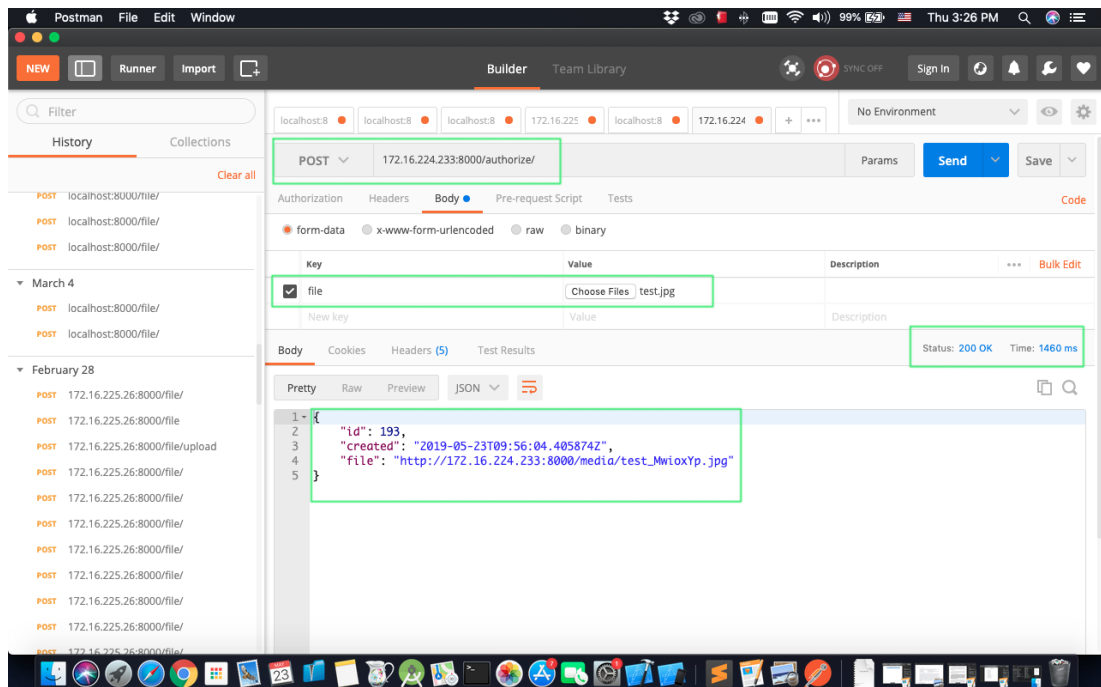 Postman File Edit Window 99% Thu 3:26 PM
NEW Runner Import Builder Team Library SYNC OFF Sign In
Filter
History Collections
Clear all
POST localhost:8000/file/
POST localhost:8000/file/
POST localhost:8000/file/
March 4
POST localhost:8000/file/
POST localhost:8000/file/
February 28
POST 172.16.225.26:8000/file/
POST 172.16.225.26:8000/file
POST 172.16.225.26:8000/file/upload
POST 172.16.225.26:8000/file/
POST 172.16.225.26:8000/file/
POST 172.16.225.26:8000/file/
POST 172.16.225.26:8000/file/
POST 172.16.225.26:8000/file/
POST 172.16.225.26:8000/file/
POST 172.16.225.26:8000/file/
POST 172.16.225.26:8000/file/
localhost:8 localhost:8 localhost:8 172.16.225 localhost:8 172.16.224 + ••• No Environment
POST 172.16.224.233:8000/authorize/ Params Send Save
Authorization Headers Body Pre-request Script Tests Code
form-data x-www-form-urlencoded raw binary
Key Value Description ••• Bulk Edit
file Choose Files test.jpg
New key Value Description
Body Cookies Headers (5) Test Results Status: 200 OK Time: 1460 ms
Pretty Raw Preview JSON
1 {
2 "id": 193,
3 "created": "2019-05-23T09:56:04.405874Z",
4 "file": "http://172.16.224.233:8000/media/test_MwioxYp.jpg"
5 }
23